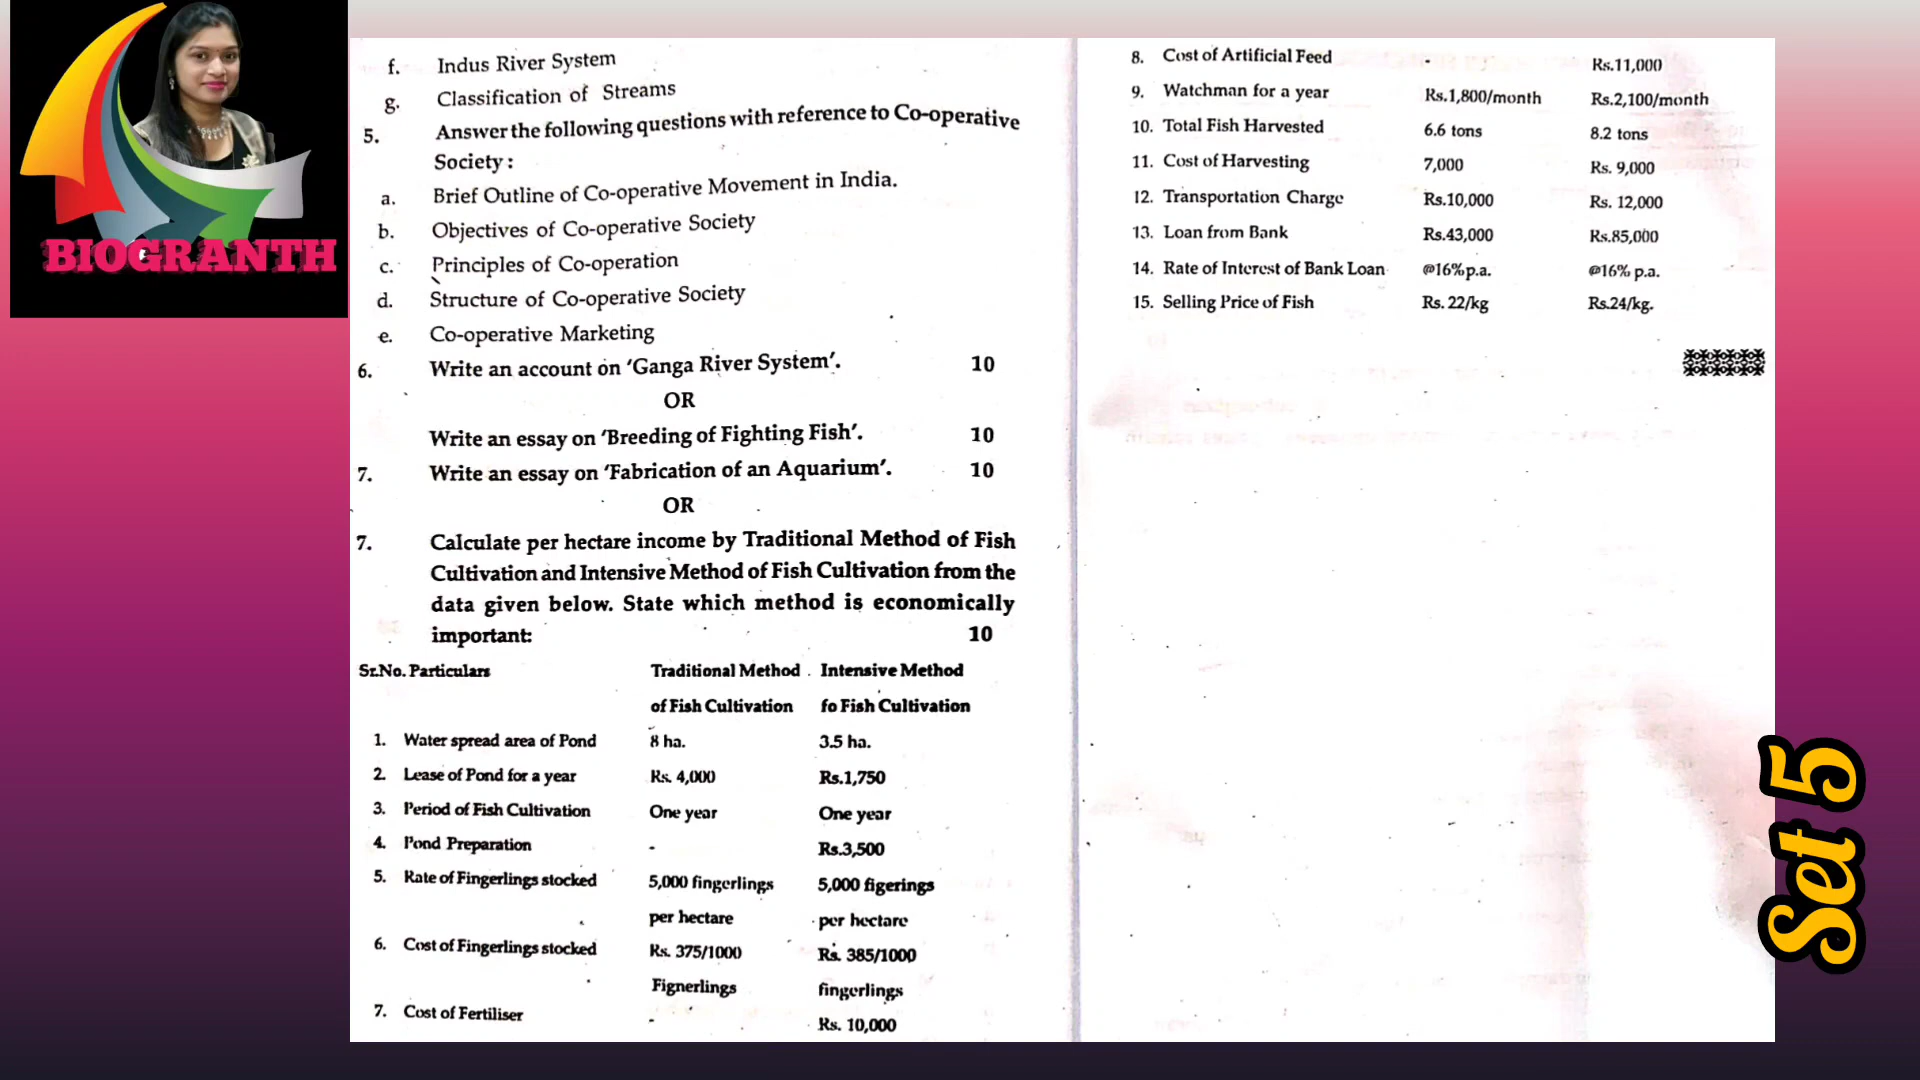 BIOGRANTH
f. Indus River System
g. Classification of Streams
5. Answer the following questions with reference to Co-operative
Society :
a. Brief Outline of Co-operative Movement in India.
b. Objectives of Co-operative Society
c. Principles of Co-operation
d. Structure of Co-operative Society
e. Co-operative Marketing
6. Write an account on 'Ganga River System'. 10
OR
Write an essay on 'Breeding of Fighting Fish'. 10
7. Write an essay on 'Fabrication of an Aquarium'. 10
OR
7. Calculate per hectare income by Traditional Method of Fish
Cultivation and Intensive Method of Fish Cultivation from the
data given below. State which method is economically
important: 10
Sr.No. Particulars Traditional Method Intensive Method
of Fish Cultivation fo Fish Cultivation
1. Water spread area of Pond 8 ha. 3.5 ha.
2. Lease of Pond for a year Rs. 4,000 Rs.1,750
3. Period of Fish Cultivation One year One year
4. Pond Preparation - Rs.3,500
5. Rate of Fingerlings stocked 5,000 fingerlings 5,000 figerings
per hectare per hectare
6. Cost of Fingerlings stocked Rs. 375/1000 Rs. 385/1000
Fignerlings fingerlings
7. Cost of Fertiliser - Rs. 10,000
8. Cost of Artificial Feed - Rs.11,000
9. Watchman for a year Rs.1,800/month Rs.2,100/month
10. Total Fish Harvested 6.6 tons 8.2 tons
11. Cost of Harvesting 7,000 Rs. 9,000
12. Transportation Charge Rs.10,000 Rs. 12,000
13. Loan from Bank Rs.43,000 Rs.85,000
14. Rate of Interest of Bank Loan @16%p.a. @16% p.a.
15. Selling Price of Fish Rs. 22/kg Rs.24/kg.
Set 5